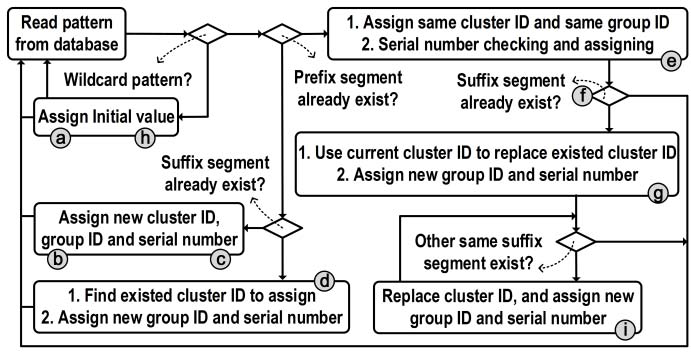 Read pattern
from database
Wildcard pattern?
Prefix segment
already exist?
1. Assign same cluster ID and same group ID
2. Serial number checking and assigning
e
Assign Initial value
a
h
Suffix segment
already exist?
f
1. Use current cluster ID to replace existed cluster ID
2. Assign new group ID and serial number
g
Suffix segment
already exist?
Assign new cluster ID,
group ID and serial number
b
c
Other same suffix
segment exist?
d
1. Find existed cluster ID to assign
2. Assign new group ID and serial number
Replace cluster ID, and assign new
group ID and serial number
i